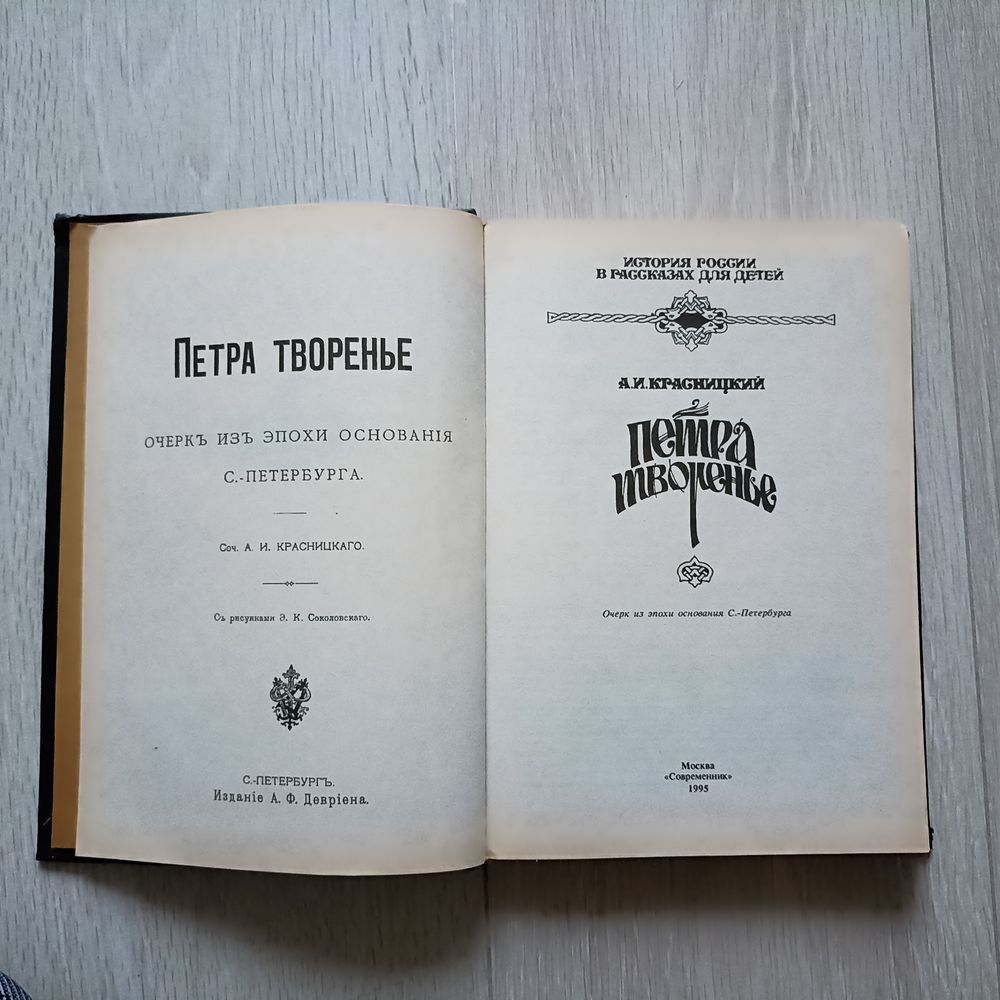 Петра творенье
ОЧЕРКЪ ИЗЪ ЭПОХИ ОСНОВАНІЯ
С.-ПЕТЕРБУРГА.
Соч. А. И. КРАСНИЦКАГО.
Съ рисунками Э. К. Соколовскаго.
С.-ПЕТЕРБУРГЪ.
Изданіе А. Ф. Девріена.
ИСТОРИЯ РОССИИ
В РАССКАЗАХ ДЛЯ ДЕТЕЙ
А.И. КРАСНИЦКИЙ
ПЕТРА
ТВОРЕНЬЕ
Очерк из эпохи основания С.-Петербурга
Москва
«Современник»
1995